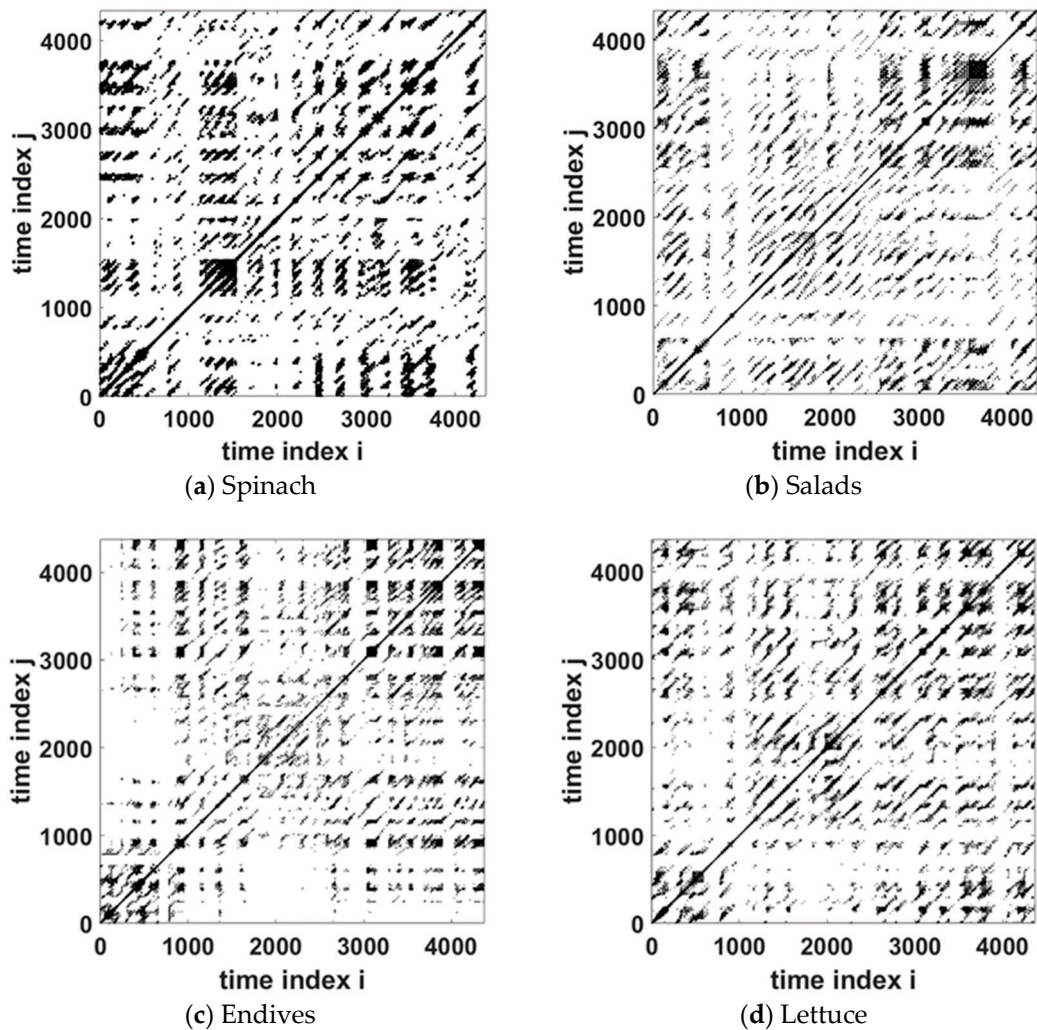 4000
3000
2000
1000
0
time index j
0 1000 2000 3000 4000
time index i
(a) Spinach
4000
3000
2000
1000
0
time index j
0 1000 2000 3000 4000
time index i
(b) Salads
4000
3000
2000
1000
0
time index j
0 1000 2000 3000 4000
time index i
(c) Endives
4000
3000
2000
1000
0
time index j
0 1000 2000 3000 4000
time index i
(d) Lettuce